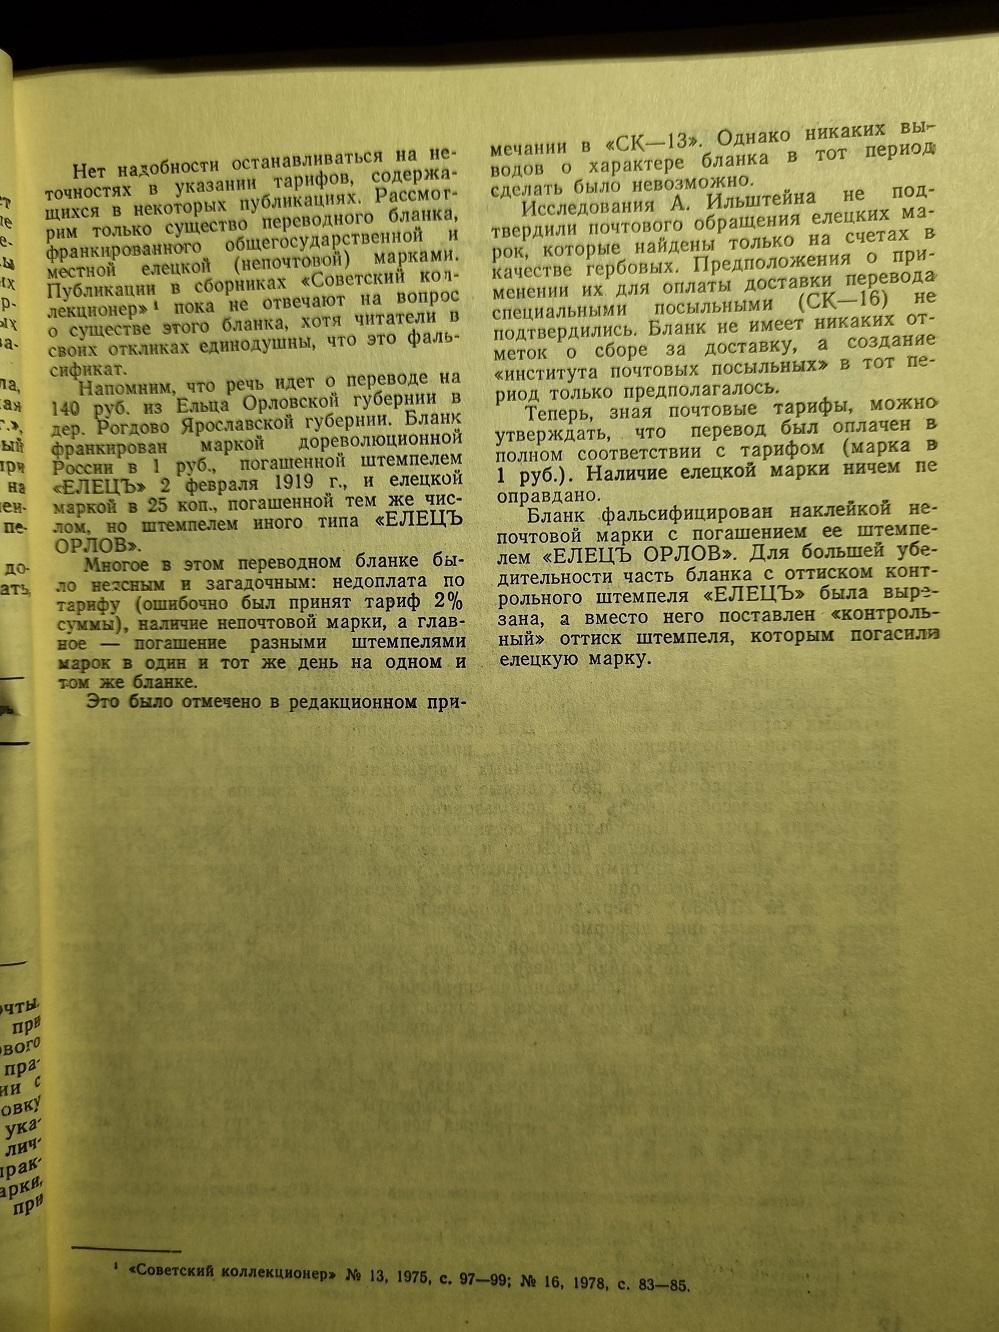 Нет надобности останавливаться на не-
точностях в указании тарифов, содержа-
щихся в некоторых публикациях. Рассмот-
рим только существо переводного бланка,
франкированного общегосударственной и
местной елецкой (непочтовой) марками.
Публикации в сборниках «Советский кол-
лекционер» ¹ пока не отвечают на вопрос
о существе этого бланка, хотя читатели в
своих откликах единодушны, что это фаль-
сификат.
Напомним, что речь идет о переводе на
140 руб. из Ельца Орловской губернии в
дер. Рогдово Ярославской губернии. Бланк
франкирован маркой дореволюционной
России в 1 руб., погашенной штемпелем
«ЕЛЕЦЪ» 2 февраля 1919 г., и елецкой
маркой в 25 коп., погашенной тем же чис-
лом, но штемпелем иного типа «ЕЛЕЦЪ
ОРЛОВ».
Многое в этом переводном бланке бы-
ло неясным и загадочным: недоплата по
тарифу (ошибочно был принят тариф 2%
суммы), наличие непочтовой марки, а глав-
ное — погашение разными штемпелями
марок в один и тот же день на одном и
том же бланке.
Это было отмечено в редакционном при-
мечании в «СК—13». Однако никаких вы-
водов о характере бланка в тот период
сделать было невозможно.
Исследования А. Ильштейна не под-
твердили почтового обращения елецких ма-
рок, которые найдены только на счетах в
качестве гербовых. Предположения о при-
менении их для оплаты доставки перевода
специальными посыльными (СК—16) не
подтвердились. Бланк не имеет никаких от-
меток о сборе за доставку, а создание
«института почтовых посыльных» в тот пе-
риод только предполагалось.
Теперь, зная почтовые тарифы, можно
утверждать, что перевод был оплачен в
полном соответствии с тарифом (марка в
1 руб.). Наличие елецкой марки ничем не
оправдано.
Бланк фальсифицирован наклейкой не-
почтовой марки с погашением ее штемпе-
лем «ЕЛЕЦЪ ОРЛОВ». Для большей убе-
дительности часть бланка с оттиском конт-
рольного штемпеля «ЕЛЕЦЪ» была выре-
зана, а вместо него поставлен «контроль-
ный» оттиск штемпеля, которым погасили
елецкую марку.
¹ «Советский коллекционер» № 13, 1975, с. 97—99; № 16, 1978, с. 83—85.